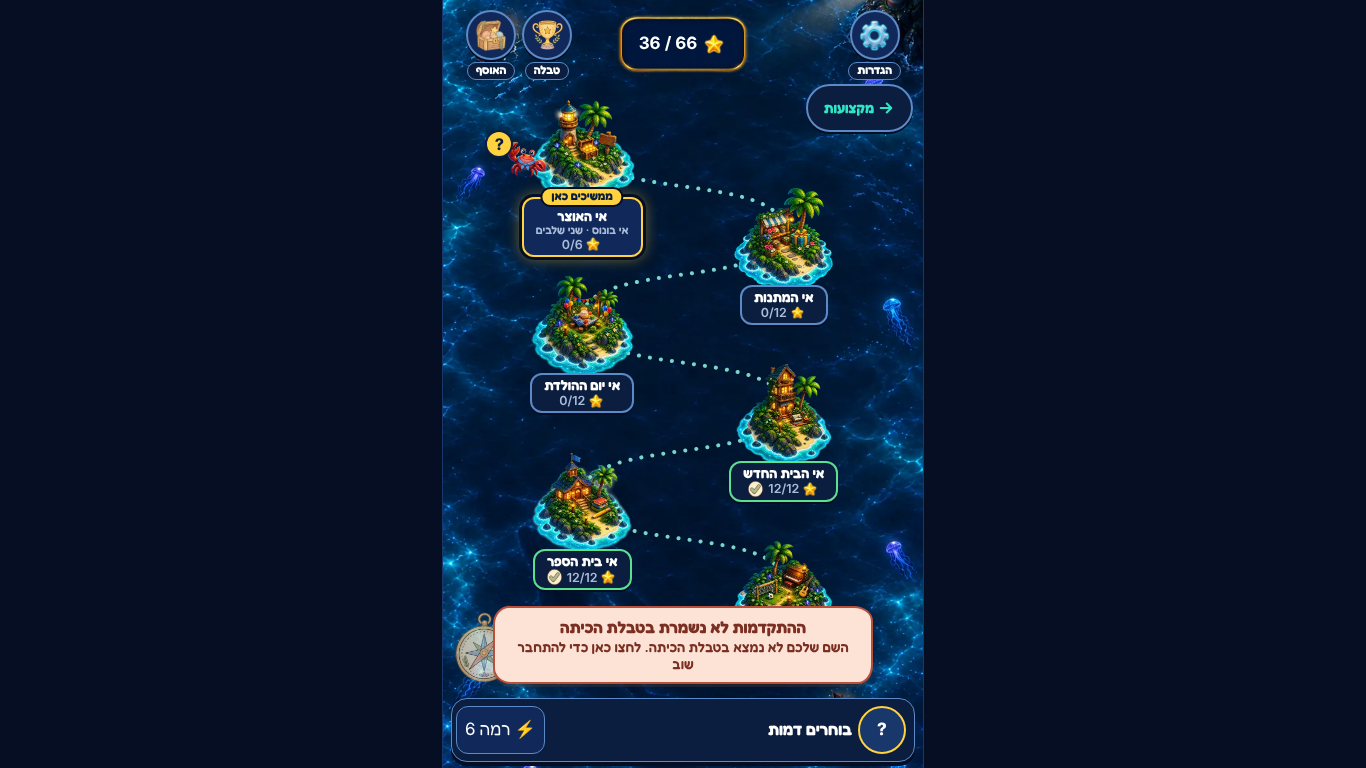 הגדרות
36 / 66
טבלה
האוסף
→ מקצועות
?
ממשיכים כאן
אי האוצר
אי בונוס · שני שלבים
0/6
אי המתנות
0/12
אי יום ההולדת
0/12
אי הבית החדש
12/12
אי בית הספר
12/12
ההתקדמות לא נשמרת בטבלת הכיתה
השם שלכם לא נמצא בטבלת הכיתה. לחצו כאן כדי להתחבר
שוב
?
בוחרים דמות
רמה 6